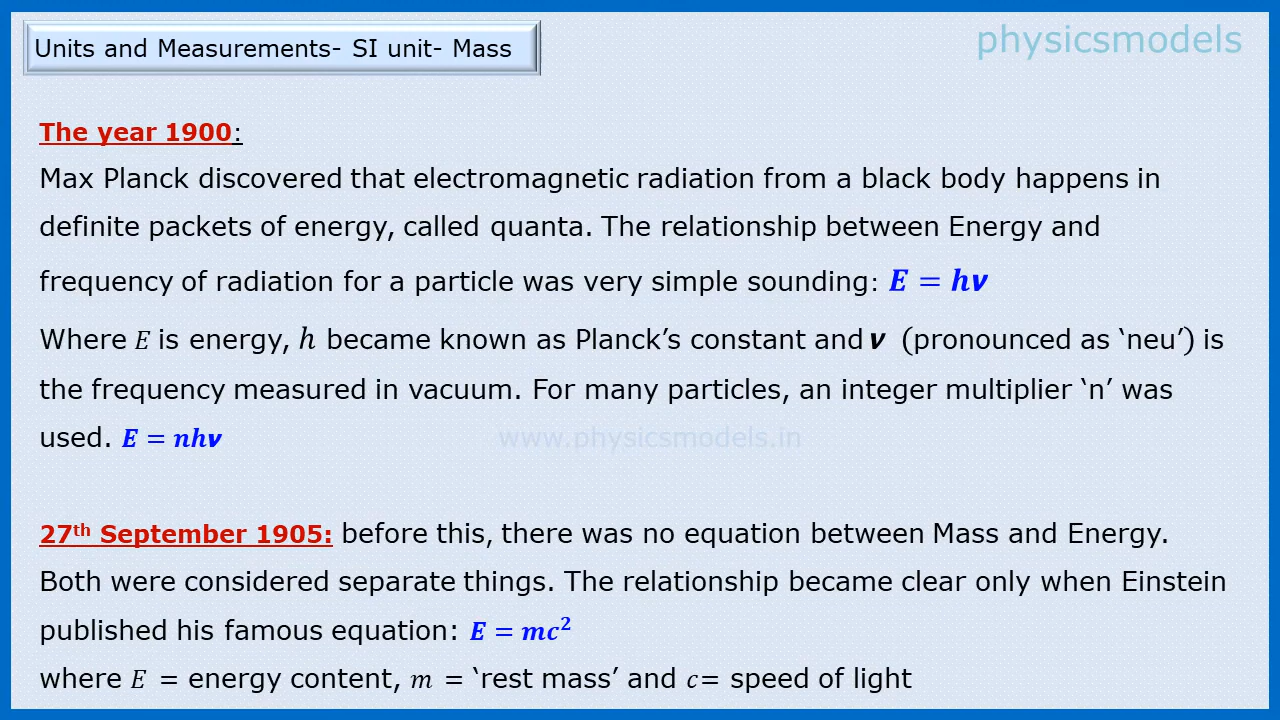 Units and Measurements- SI unit- Mass
physicsmodels
The year 1900:
Max Planck discovered that electromagnetic radiation from a black body happens in
definite packets of energy, called quanta. The relationship between Energy and
frequency of radiation for a particle was very simple sounding: E = hν
Where E is energy, h became known as Planck’s constant and ν (pronounced as ‘neu’) is
the frequency measured in vacuum. For many particles, an integer multiplier ‘n’ was
used. E = nhν
www.physicsmodels.in
27th September 1905: before this, there was no equation between Mass and Energy.
Both were considered separate things. The relationship became clear only when Einstein
published his famous equation: E = mc²
where E = energy content, m = ‘rest mass’ and c= speed of light